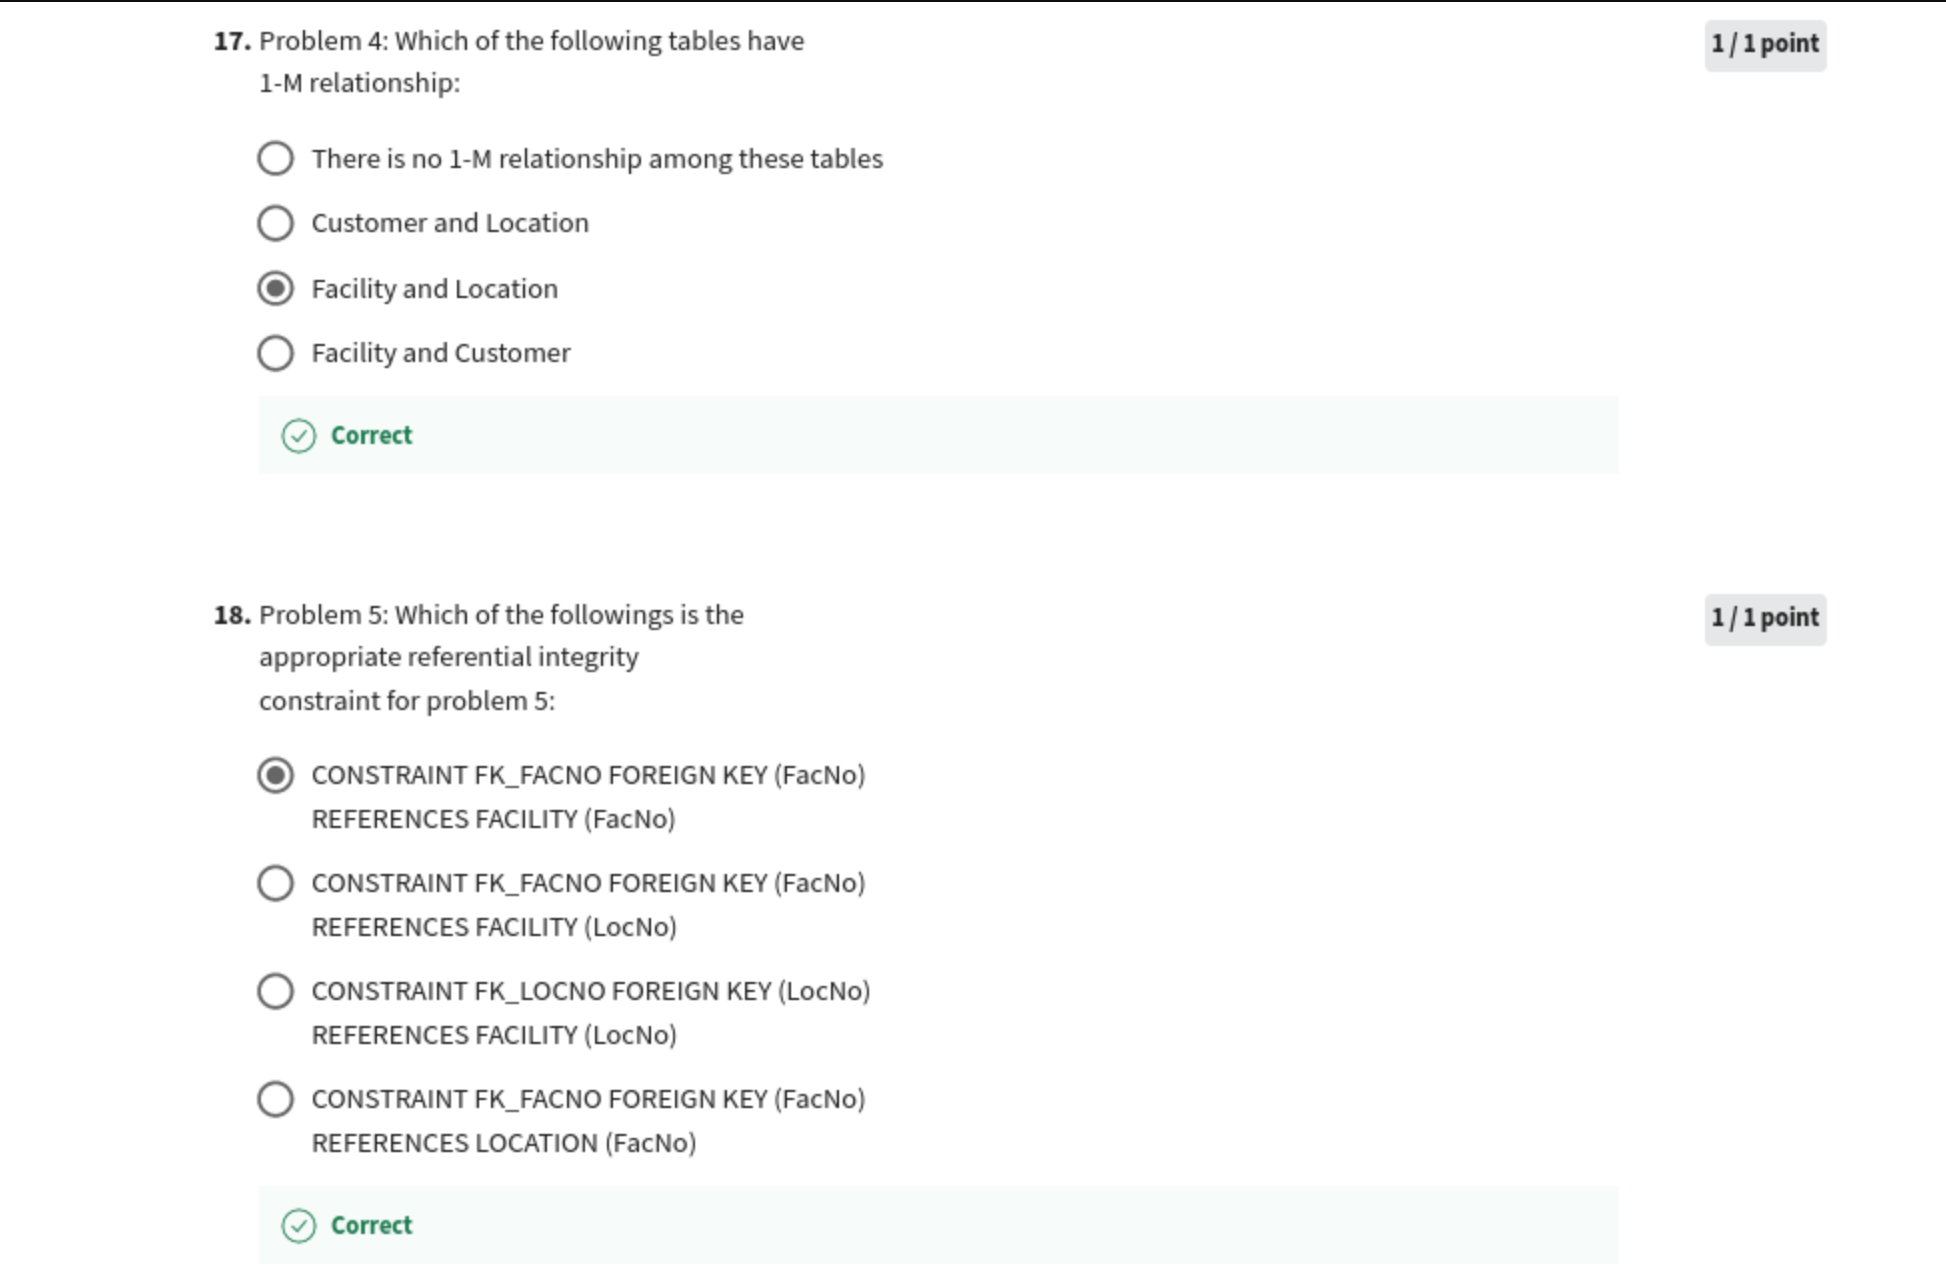 17. Problem 4: Which of the following tables have
1-M relationship:
1 / 1 point
There is no 1-M relationship among these tables
Customer and Location
Facility and Location
Facility and Customer
Correct
18. Problem 5: Which of the followings is the
appropriate referential integrity
constraint for problem 5:
1 / 1 point
CONSTRAINT FK_FACNO FOREIGN KEY (FacNo)
REFERENCES FACILITY (FacNo)
CONSTRAINT FK_FACNO FOREIGN KEY (FacNo)
REFERENCES FACILITY (LocNo)
CONSTRAINT FK_LOCNO FOREIGN KEY (LocNo)
REFERENCES FACILITY (LocNo)
CONSTRAINT FK_FACNO FOREIGN KEY (FacNo)
REFERENCES LOCATION (FacNo)
Correct